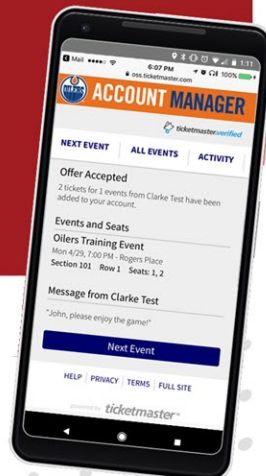 1:11
Mail
6:07 PM
100%
oss.ticketmaster.com
OILERS
ACCOUNT MANAGER
ticketmaster verified
NEXT EVENT ALL EVENTS ACTIVITY
Offer Accepted
2 tickets for 1 events from Clarke Test have been
added to your account.
Events and Seats
Oilers Training Event
Mon 4/29, 7:00 PM - Rogers Place
Section 101 Row 1 Seats: 1, 2
Message from Clarke Test
"John, please enjoy the game!"
Next Event
HELP | PRIVACY | TERMS | FULL SITE
powered by ticketmaster